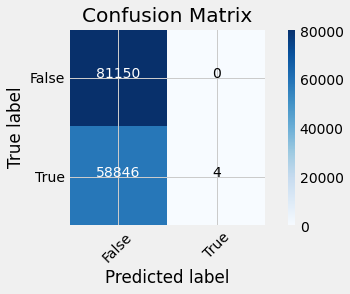 Confusion Matrix
True label
False
81150
0
True
58846
4
False
True
Predicted label
80000
60000
40000
20000
0